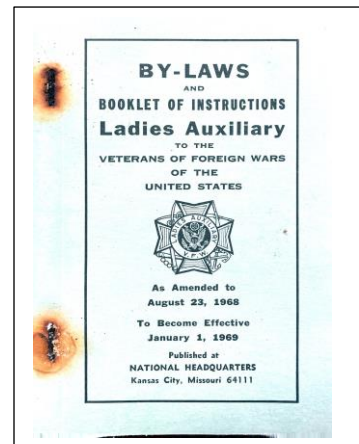 BY-LAWS
AND
BOOKLET OF INSTRUCTIONS
Ladies Auxiliary
TO THE
VETERANS OF FOREIGN WARS
OF THE
UNITED STATES
LADIES AUXILIARY
V.F.W.
As Amended to
August 23, 1968
To Become Effective
January 1, 1969
Published at
NATIONAL HEADQUARTERS
Kansas City, Missouri 64111